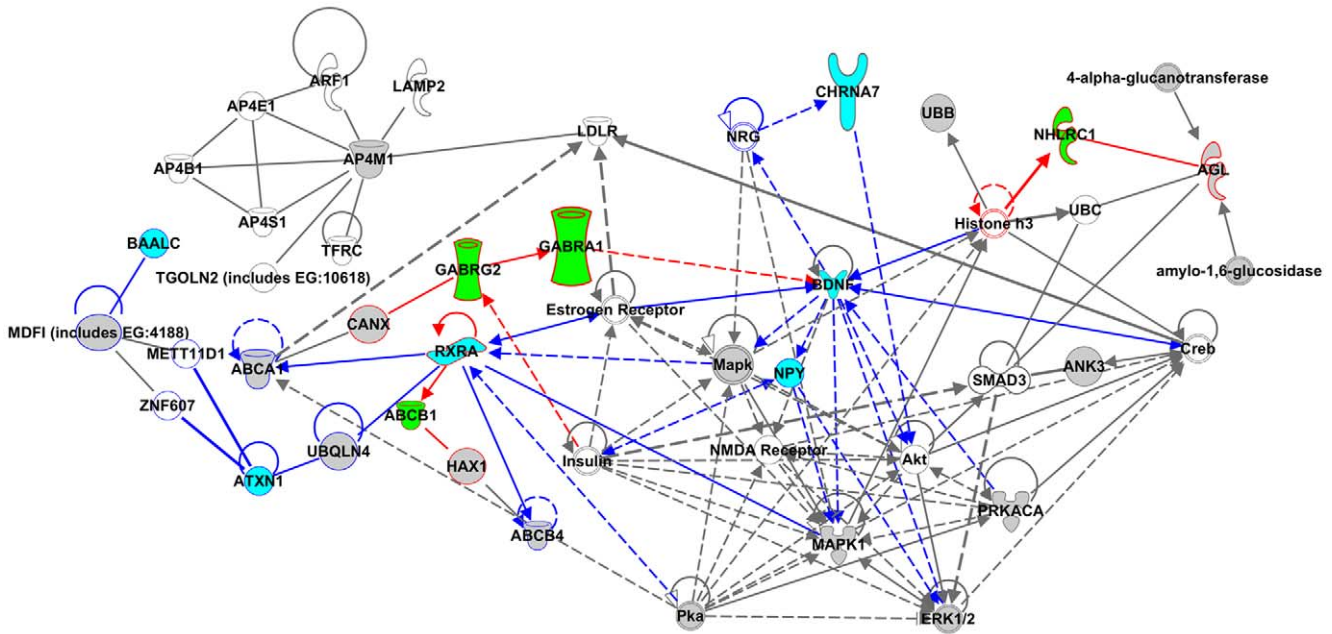 ARF1
LAMP2
AP4E1
AP4B1
AP4M1
AP4S1
TFRC
TGOLN2 (includes EG:10618)
LDLR
NRG
CHRNA7
UBB
4-alpha-glucanotransferase
NHLRC1
AGL
Histone h3
UBC
amylo-1,6-glucosidase
BAALC
GABRG2
GABRA1
BDNF
MDFI (includes EG:4188)
METT11D1
CANX
Estrogen Receptor
ABCA1
RXRA
Mapk
NPY
SMAD3
ANK3
Creb
ZNF607
ABCB1
UBQLN4
HAX1
Insulin
NMDA Receptor
Akt
ATXN1
ABCB4
MAPK1
PRKACA
Pka
ERK1/2